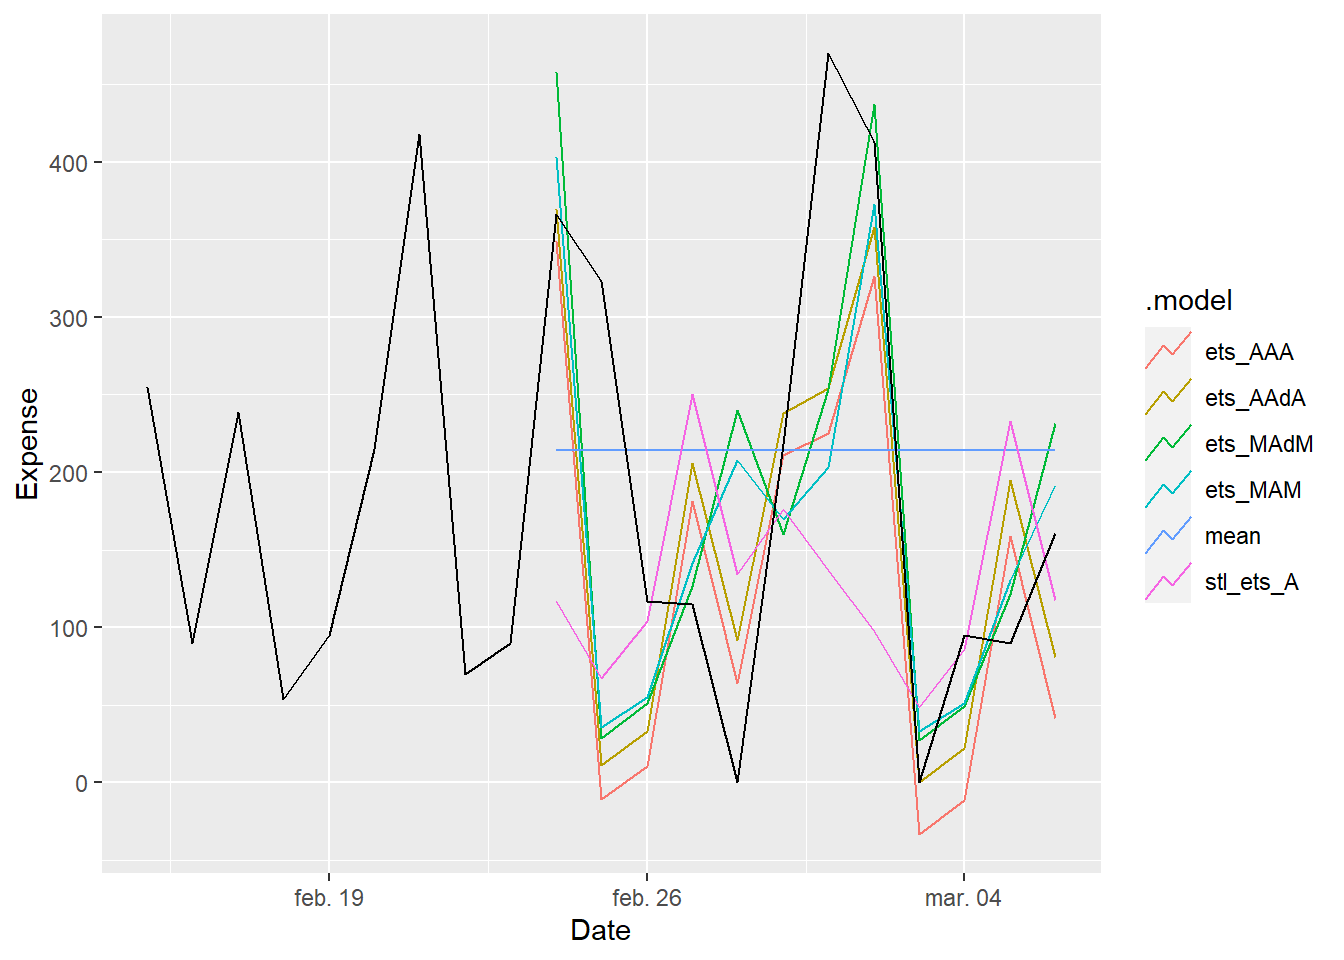 Expense
400
300
200
100
0
feb. 19
feb. 26
mar. 04
Date
.model
ets_AAA
ets_AAdA
ets_MAdM
ets_MAM
mean
stl_ets_A